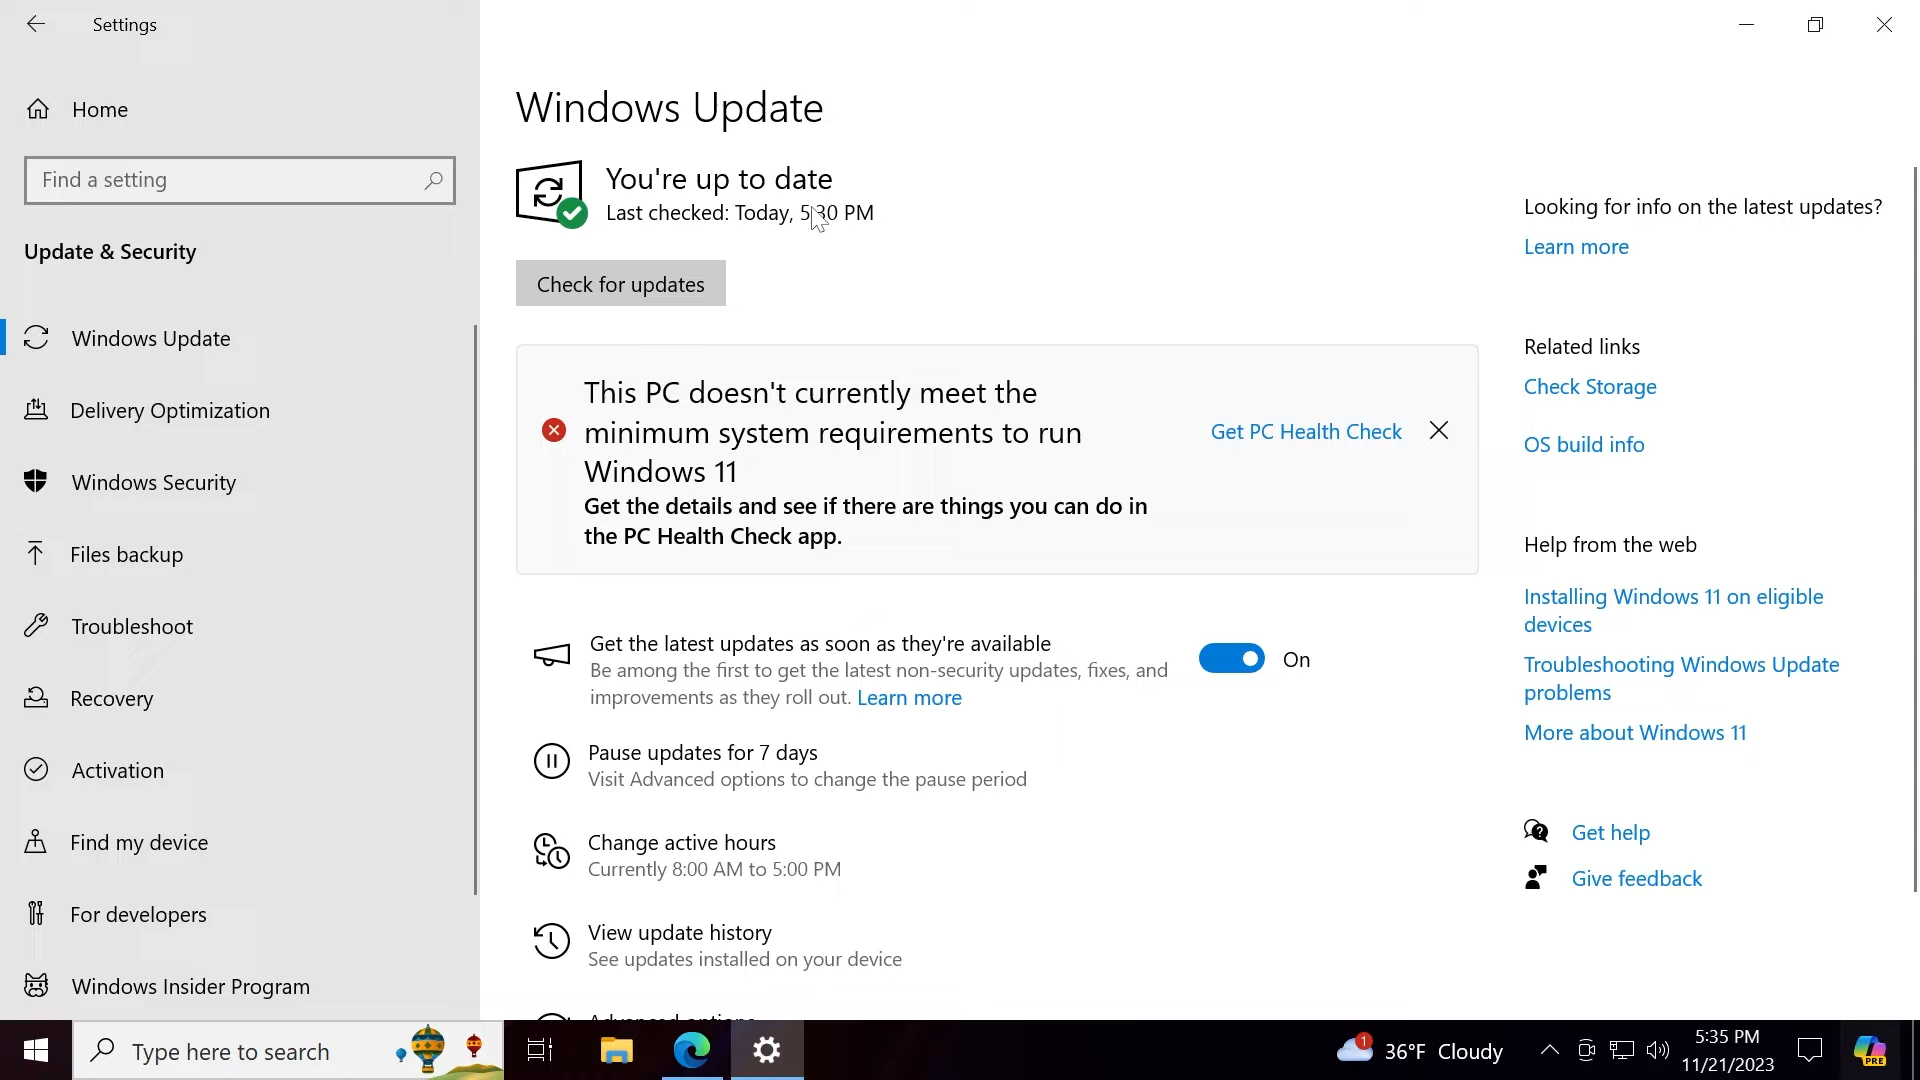 Settings
Home
Find a setting
Update & Security
Windows Update
Delivery Optimization
Windows Security
Files backup
Troubleshoot
Recovery
Activation
Find my device
For developers
Windows Insider Program
Windows Update
You're up to date
Last checked: Today, 5:30 PM
Check for updates
This PC doesn't currently meet the
minimum system requirements to run
Windows 11
Get the details and see if there are things you can do in
the PC Health Check app.
Get PC Health Check
Get the latest updates as soon as they're available
Be among the first to get the latest non-security updates, fixes, and
improvements as they roll out. Learn more
On
Pause updates for 7 days
Visit Advanced options to change the pause period
Change active hours
Currently 8:00 AM to 5:00 PM
View update history
See updates installed on your device
Advanced options
Looking for info on the latest updates?
Learn more
Related links
Check Storage
OS build info
Help from the web
Installing Windows 11 on eligible
devices
Troubleshooting Windows Update
problems
More about Windows 11
Get help
Give feedback
Type here to search
1
36°F Cloudy
5:35 PM
11/21/2023
PRE